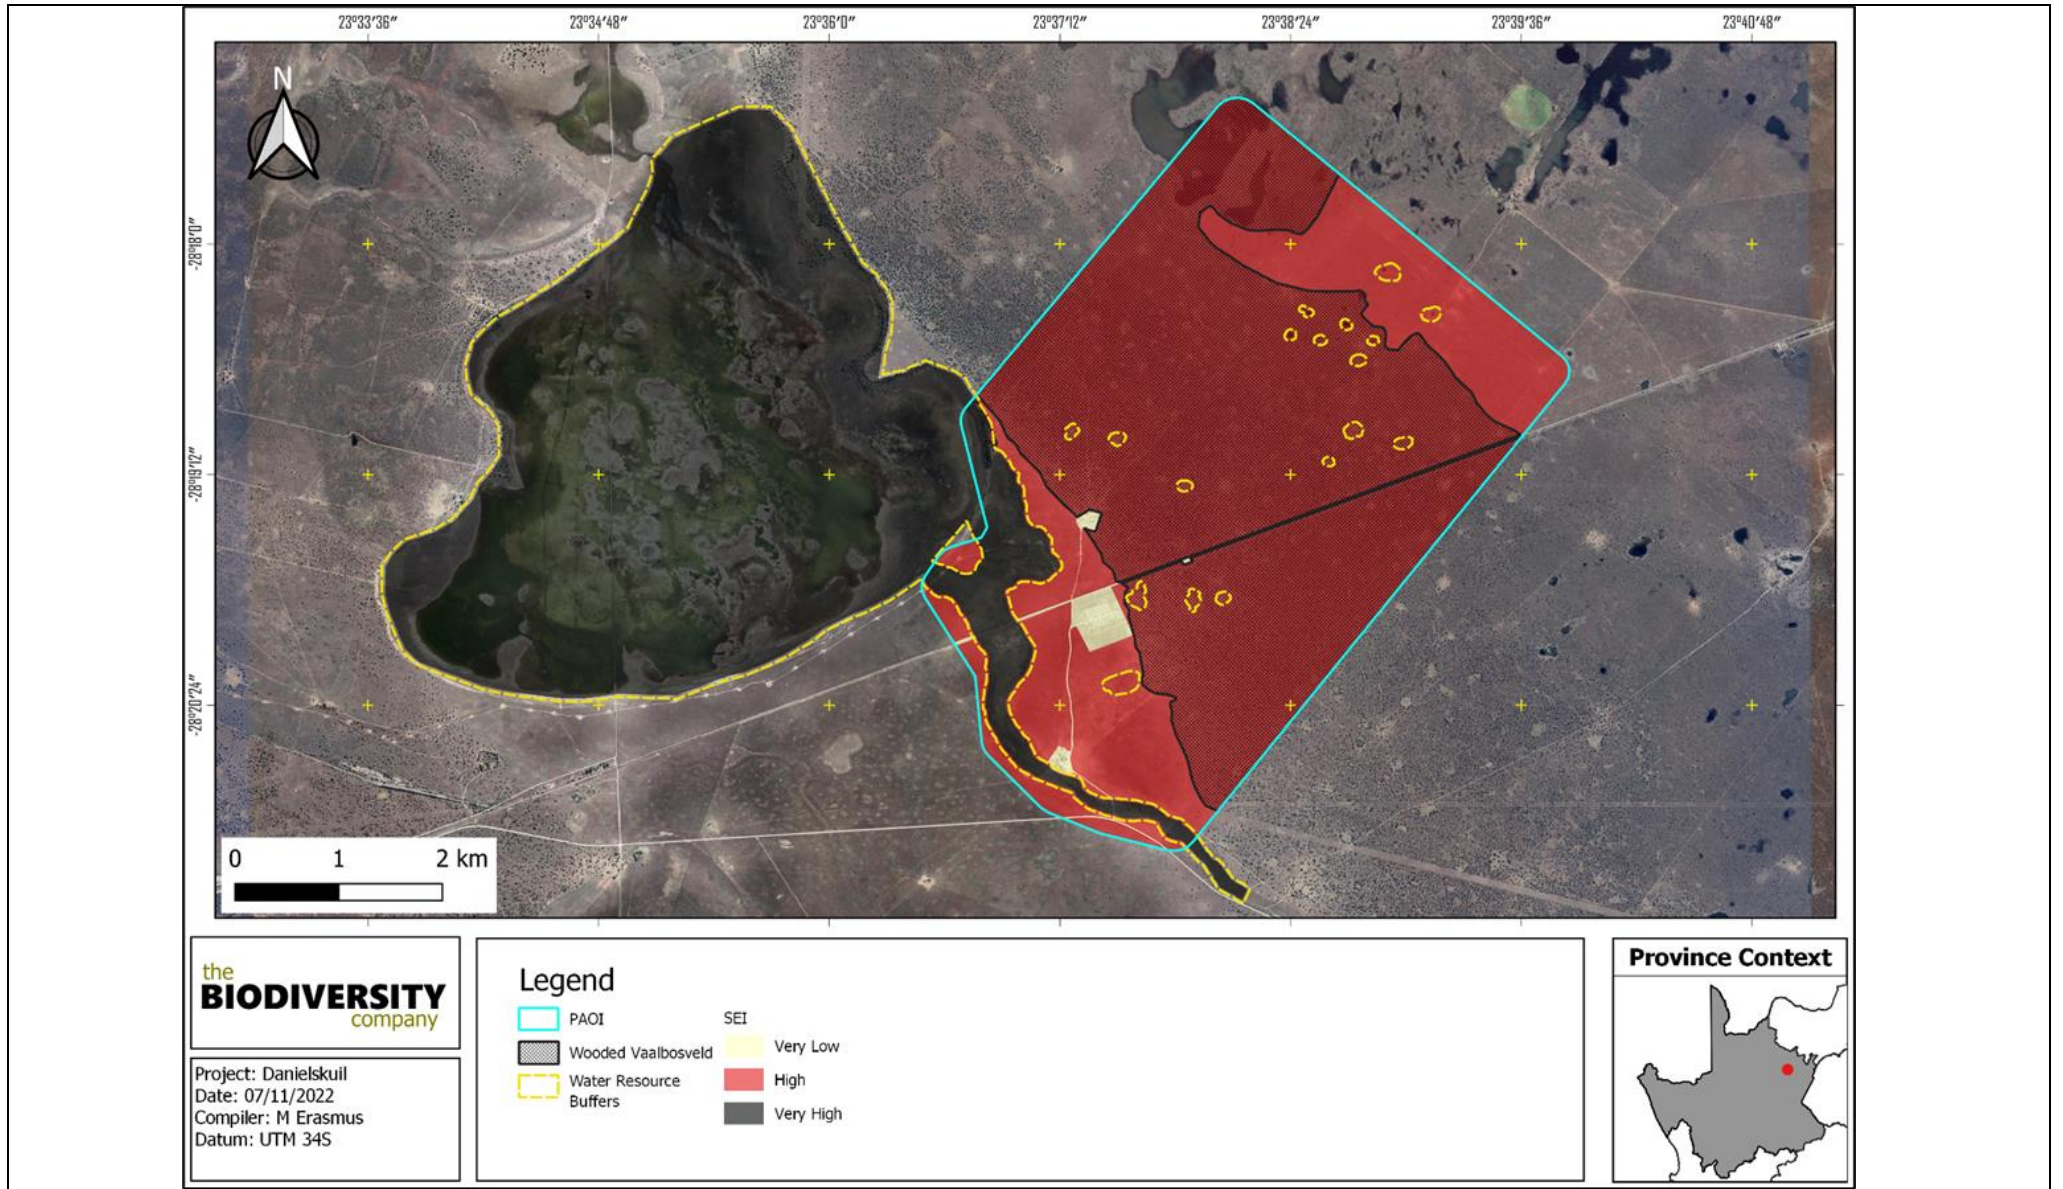 23°33'36" 23°34'48" 23°36'0" 23°37'12" 23°38'24" 23°39'36" 23°40'48"
N
-28°18'0"
-28°19'12"
-28°20'24"
0 1 2 km
the
BIODIVERSITY
company
Project: Danielskuil
Date: 07/11/2022
Compiler: M Erasmus
Datum: UTM 34S
Legend
PAOI
Wooded Vaalbosveld
Water Resource
Buffers
SEI
Very Low
High
Very High
Province Context